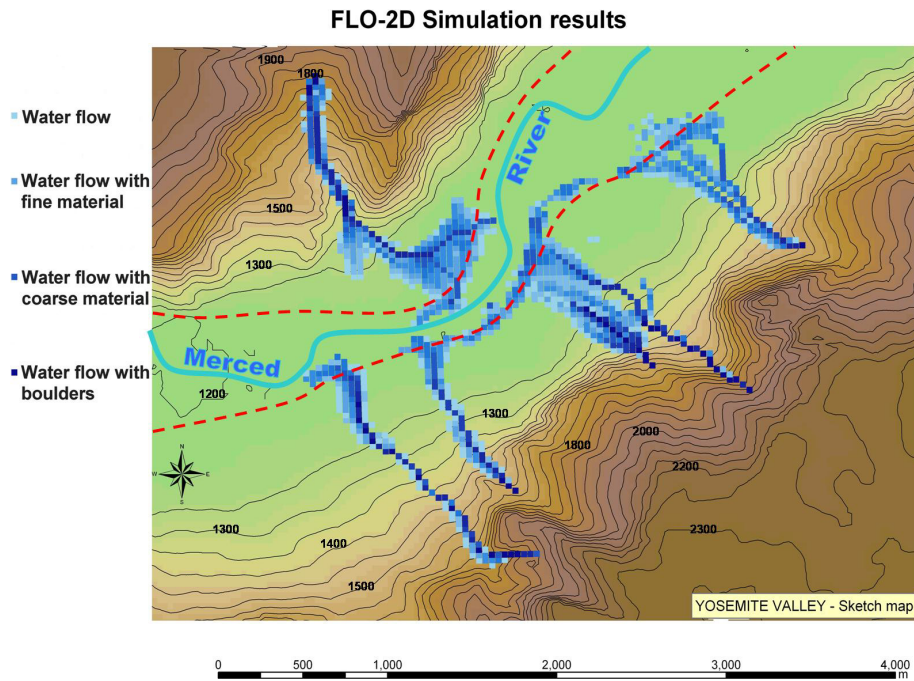 FLO-2D Simulation results
1900
1800
Water flow
Water flow with
fine material
1500
River
1300
Water flow with
coarse material
Merced
Water flow with
boulders
1200
1300
1800
2000
2200
N
W
E
S
1300
1400
2300
1500
YOSEMITE VALLEY - Sketch map
0
500
1,000
2,000
3,000
4,000
m